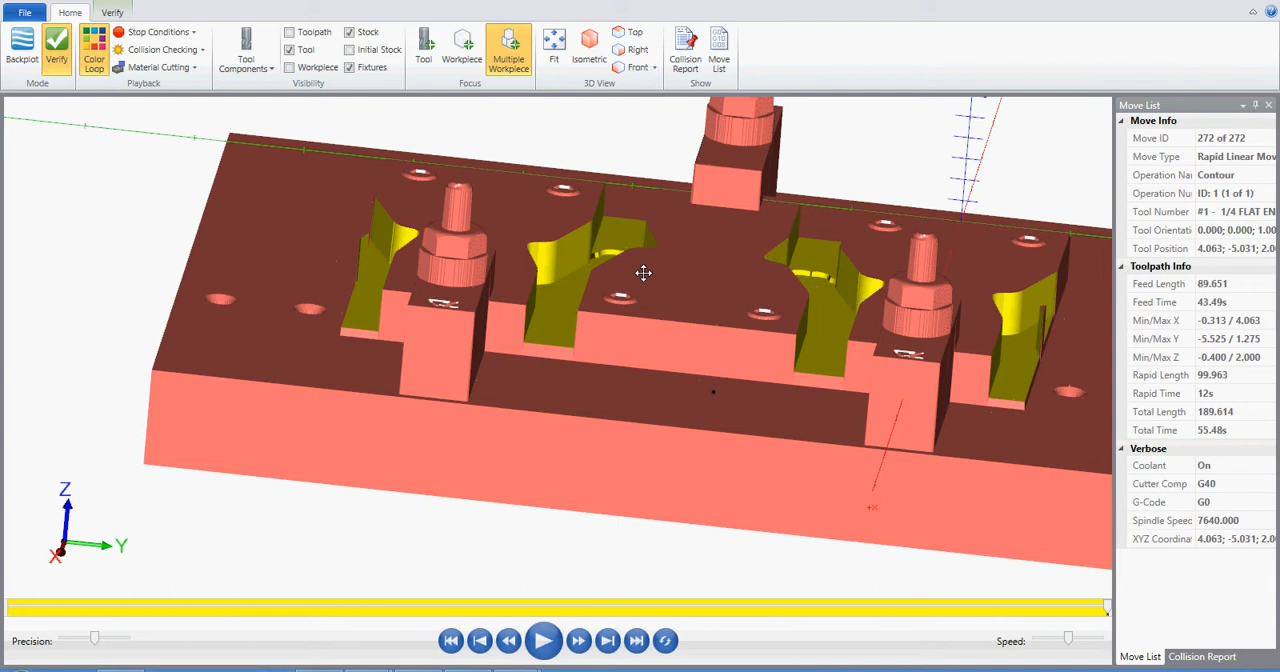 File Home Verify
Backplot Verify Color Loop Stop Conditions Collision Checking Material Cutting Tool Components Toolpath Tool Workpiece Stock Initial Stock Fixtures Tool Workpiece Multiple Workpiece Fit Isometric Top Right Front Collision Report Move List
Mode Playback Visibility Focus 3D View Show
Move List
Move Info
Move ID 272 of 272
Move Type Rapid Linear Mov
Operation Nar Contour
Operation Nu ID: 1 (1 of 1)
Tool Number #1 - 1/4 FLAT EN
Tool Orientati 0.000; 0.000; 1.00
Tool Position 4.063; -5.031; 2.0
Toolpath Info
Feed Length 89.651
Feed Time 43.49s
Min/Max X -0.313 / 4.063
Min/Max Y -5.525 / 1.275
Min/Max Z -0.400 / 2.000
Rapid Length 99.963
Rapid Time 12s
Total Length 189.614
Total Time 55.48s
Verbose
Coolant On
Cutter Comp G40
G-Code G0
Spindle Speec 7640.000
XYZ Coordinat 4.063; -5.031; 2.0
+X
Z
Y
X
Precision: Speed:
Move List Collision Report